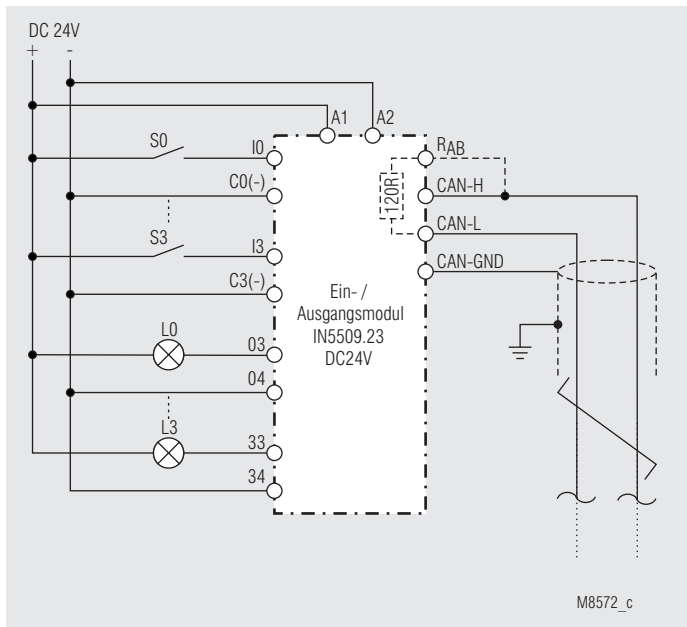 DC 24V
+ -
A1 A2
S0 I0
RAB
C0(-)
CAN-H
120R
CAN-L
S3 I3
CAN-GND
C3(-)
Ein- /
Ausgangsmodul
IN5509.23
DC24V
L0 03
04
L3 33
34
M8572_c